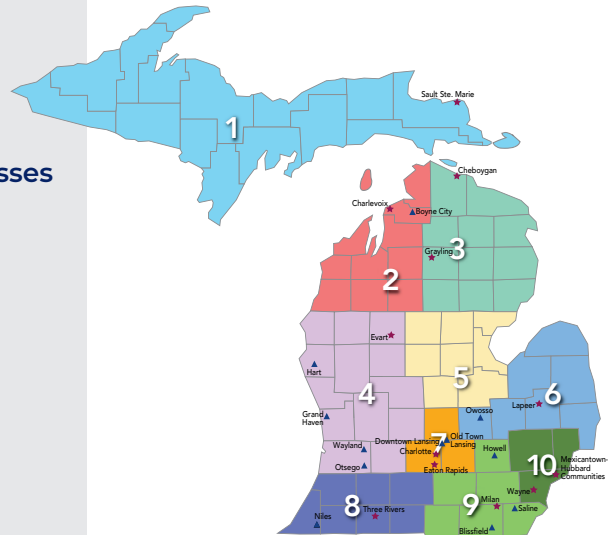 sses
Sault Ste. Marie
1
Cheboygan
Charlevoix
Boyne City
Grayling
3
2
Evart
Hart
5
4
6
Lapeer
Grand
Haven
Owosso
7
Downtown Lansing
Old Town
Lansing
Wayland
Charlotte
Howell
Otsego
Eaton Rapids
10
Mexicantown-
Hubbard
Communities
8
9
Wayne
Three Rivers
Milan
Saline
Niles
Blissfield